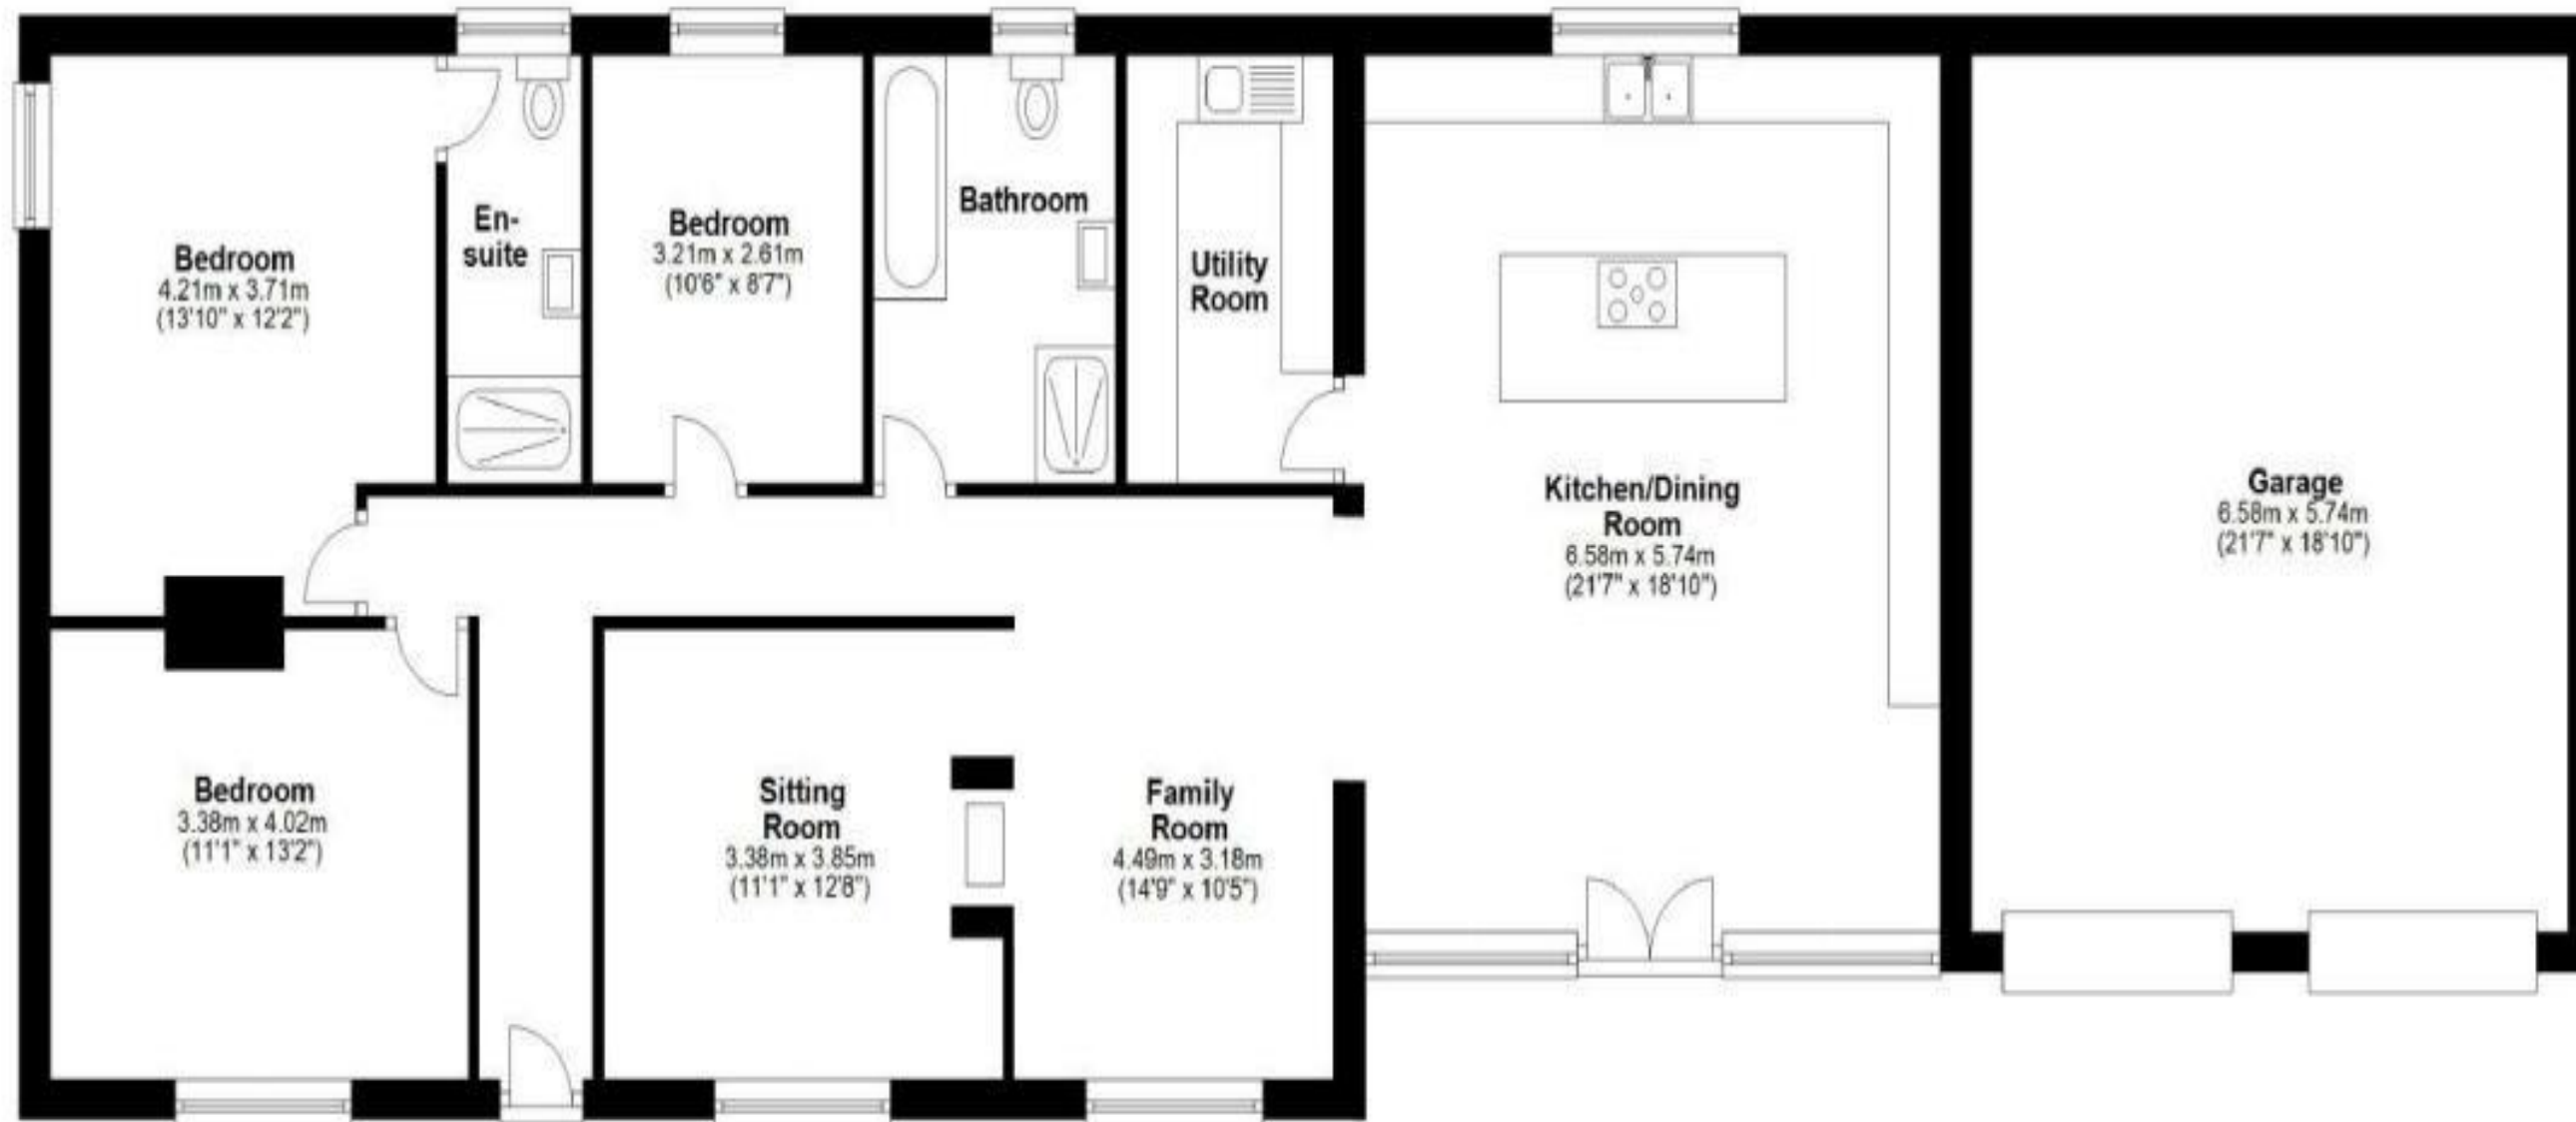 Bedroom
4.21m x 3.71m
(13'10" x 12'2")
En-
suite
Bedroom
3.21m x 2.61m
(10'6" x 8'7")
Bathroom
Utility
Room
Kitchen/Dining
Room
6.58m x 5.74m
(21'7" x 18'10")
Garage
6.58m x 5.74m
(21'7" x 18'10")
Bedroom
3.38m x 4.02m
(11'1" x 13'2")
Sitting
Room
3.38m x 3.85m
(11'1" x 12'8")
Family
Room
4.49m x 3.18m
(14'9" x 10'5")